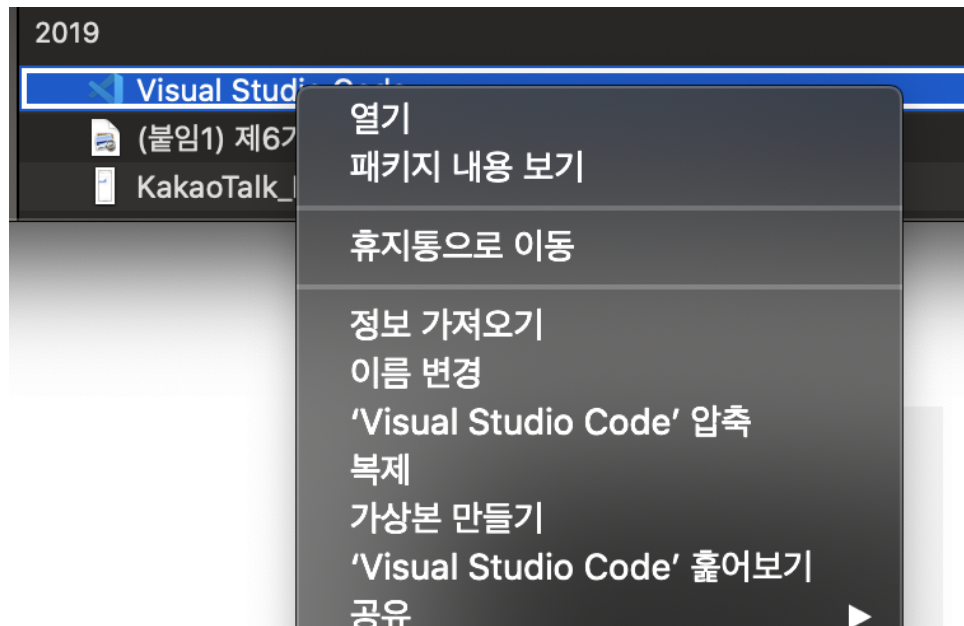 2019
Visual Stud
(붙임1) 제6기
KakaoTalk_
열기
패키지 내용 보기
휴지통으로 이동
정보 가져오기
이름 변경
‘Visual Studio Code’ 압축
복제
가상본 만들기
‘Visual Studio Code’ 훑어보기
공유